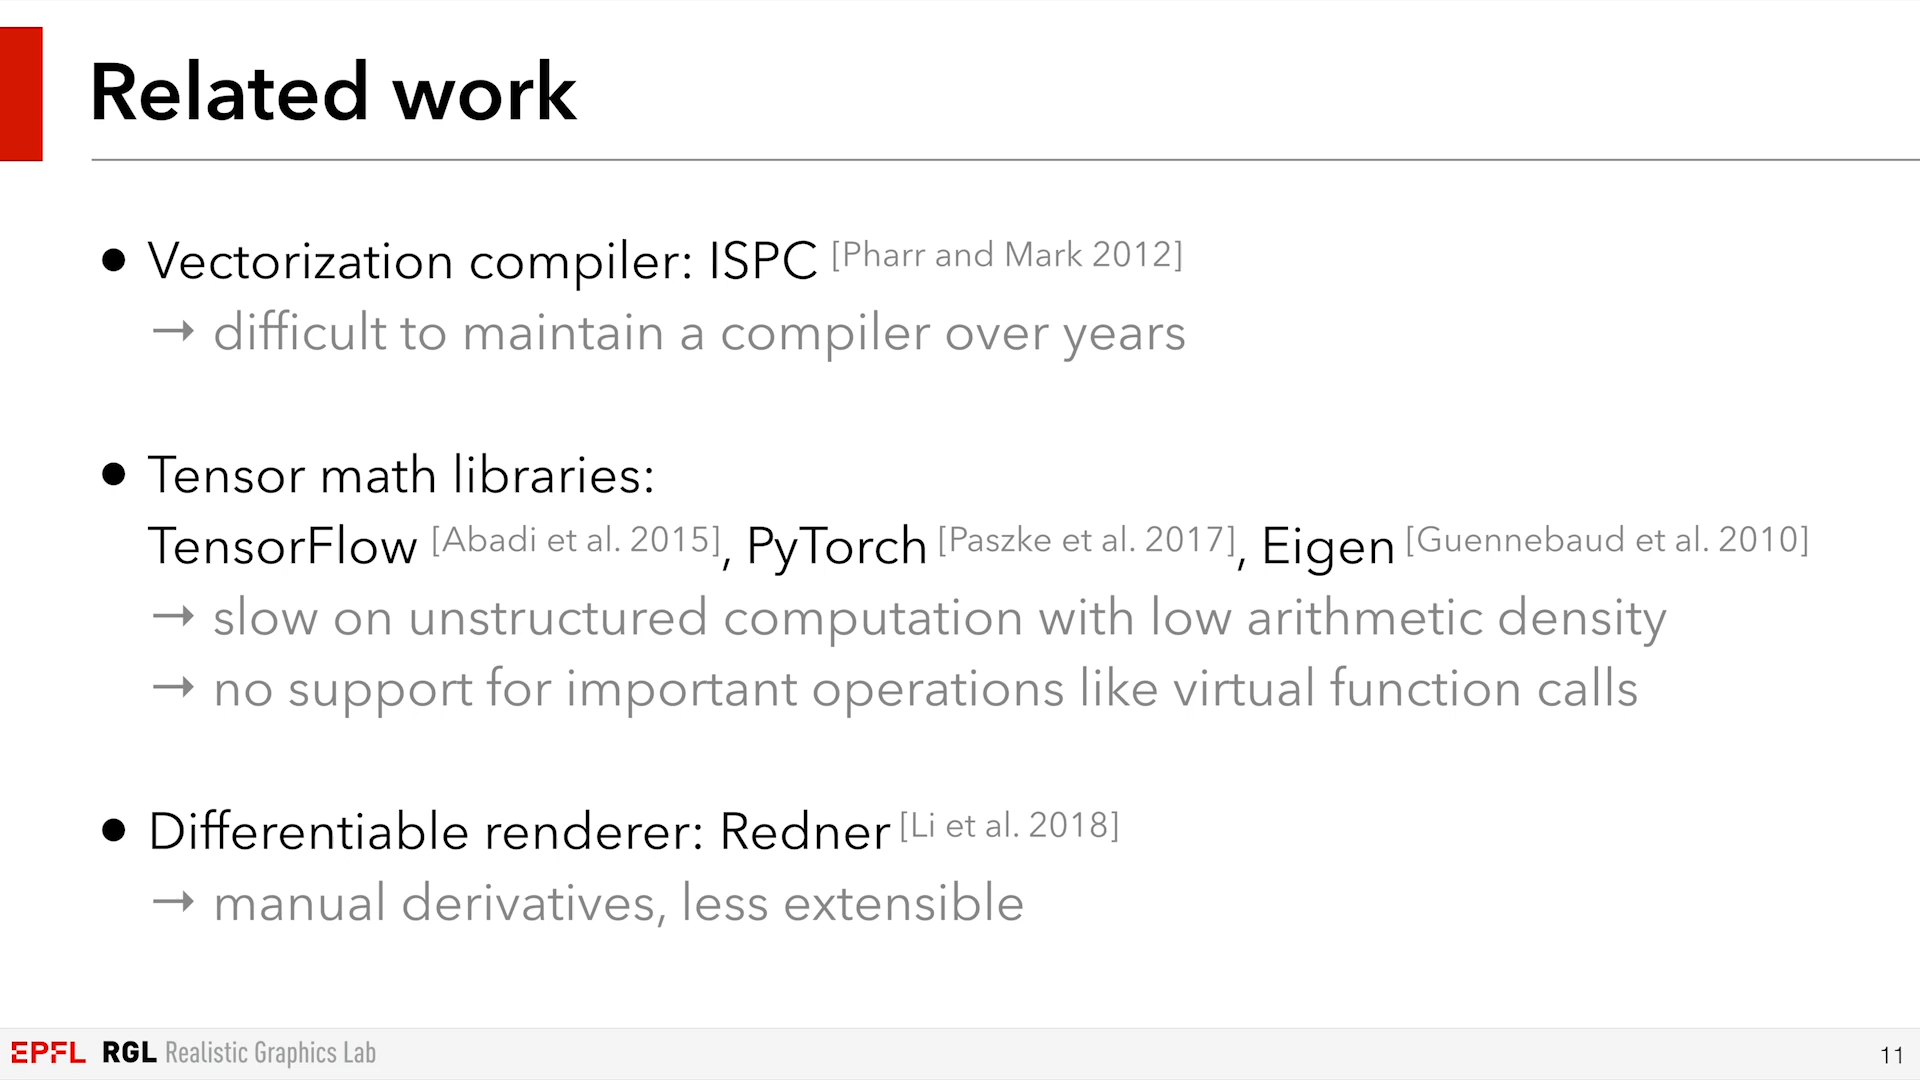 Related work
● Vectorization compiler: ISPC [Pharr and Mark 2012]
→ difficult to maintain a compiler over years
● Tensor math libraries:
TensorFlow [Abadi et al. 2015], PyTorch [Paszke et al. 2017], Eigen [Guennebaud et al. 2010]
→ slow on unstructured computation with low arithmetic density
→ no support for important operations like virtual function calls
● Differentiable renderer: Redner [Li et al. 2018]
→ manual derivatives, less extensible
EPFL RGL Realistic Graphics Lab 11